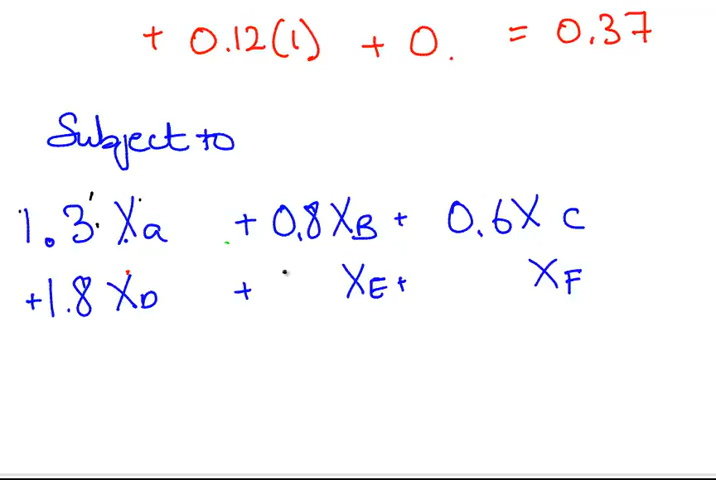 + 0.12(1) + 0. = 0.37
Subject to
1.3 Xa + 0.8 XB + 0.6X C
+1.8 XD + XE + XF